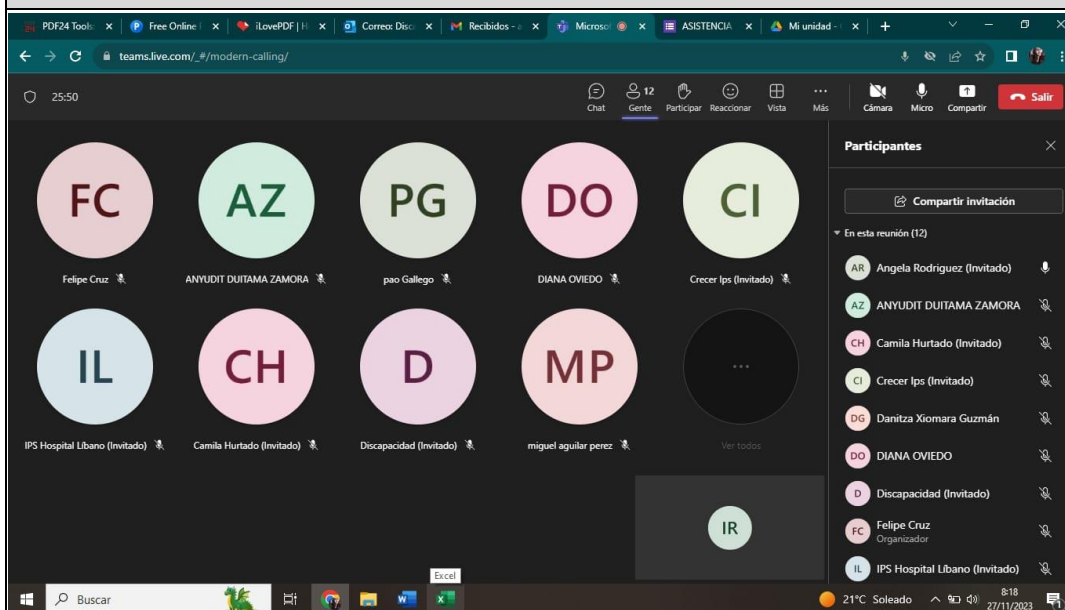 PDF24 Tools:
Free Online
iLovePDF | H
Correo: Disc
Recibidos - a
Microso
ASISTENCIA
Mi unidad -
teams.live.com/_#/modern-calling/
25:50
Chat
12
Gente
Participar
Reaccionar
Vista
Más
Cámara
Micro
Compartir
Salir
FC
AZ
PG
DO
CI
Felipe Cruz
ANYUDIT DUITAMA ZAMORA
pao Gallego
DIANA OVIEDO
Crecer Ips (Invitado)
IL
CH
D
MP
...
IPS Hospital Líbano (Invitado)
Camila Hurtado (Invitado)
Discapacidad (Invitado)
miguel aguilar perez
Ver todos
IR
Participantes
Compartir invitación
En esta reunión (12)
AR Angela Rodriguez (Invitado)
AZ ANYUDIT DUITAMA ZAMORA
CH Camila Hurtado (Invitado)
CI Crecer Ips (Invitado)
DG Danitza Xiomara Guzmán
DO DIANA OVIEDO
D Discapacidad (Invitado)
FC Felipe Cruz
Organizador
IL IPS Hospital Líbano (Invitado)
Excel
Buscar
21°C Soleado
8:18
27/11/2023